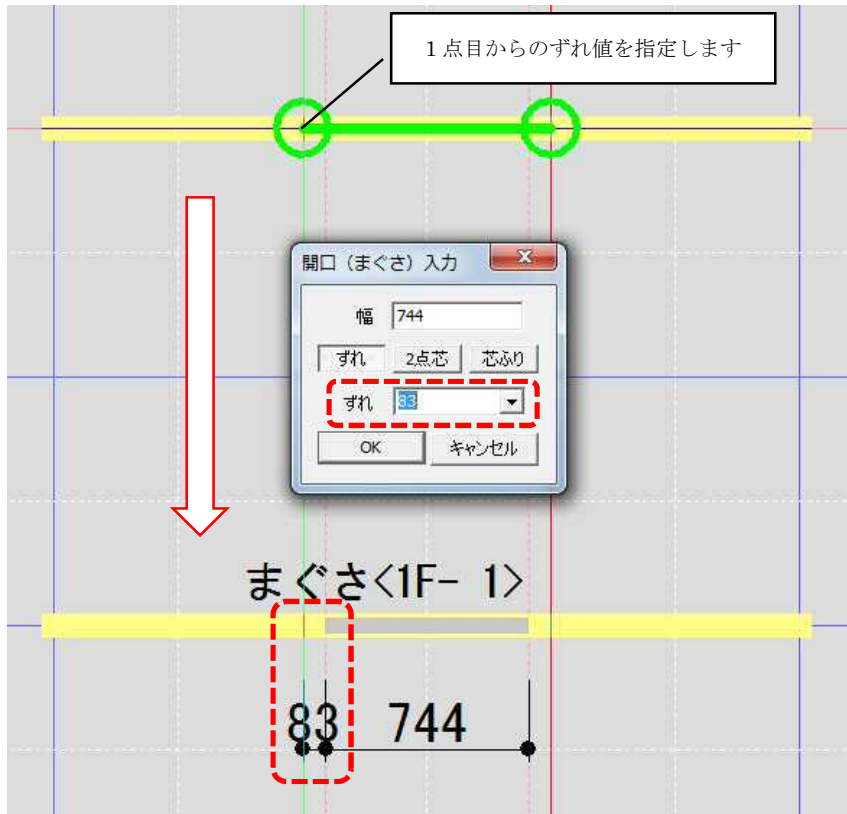 １点目からのずれ値を指定します
開口（まぐさ）入力
幅 744
ずれ 2点芯 芯ふり
ずれ 83
OK キャンセル
まぐさ<1F- 1>
83 744